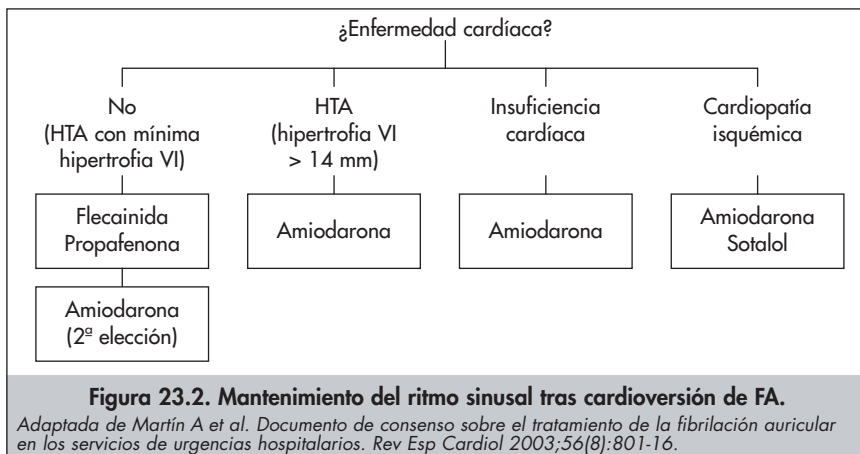 ¿Enfermedad cardíaca?
No
(HTA con mínima
hipertrofia VI)
HTA
(hipertrofia VI
> 14 mm)
Insuficiencia
cardíaca
Cardiopatía
isquémica
Flecainida
Propafenona
Amiodarona
Amiodarona
Amiodarona
Sotalol
Amiodarona
(2ª elección)
Figura 23.2. Mantenimiento del ritmo sinusal tras cardioversión de FA.
Adaptada de Martín A et al. Documento de consenso sobre el tratamiento de la fibrilación auricular
en los servicios de urgencias hospitalarios. Rev Esp Cardiol 2003;56(8):801-16.